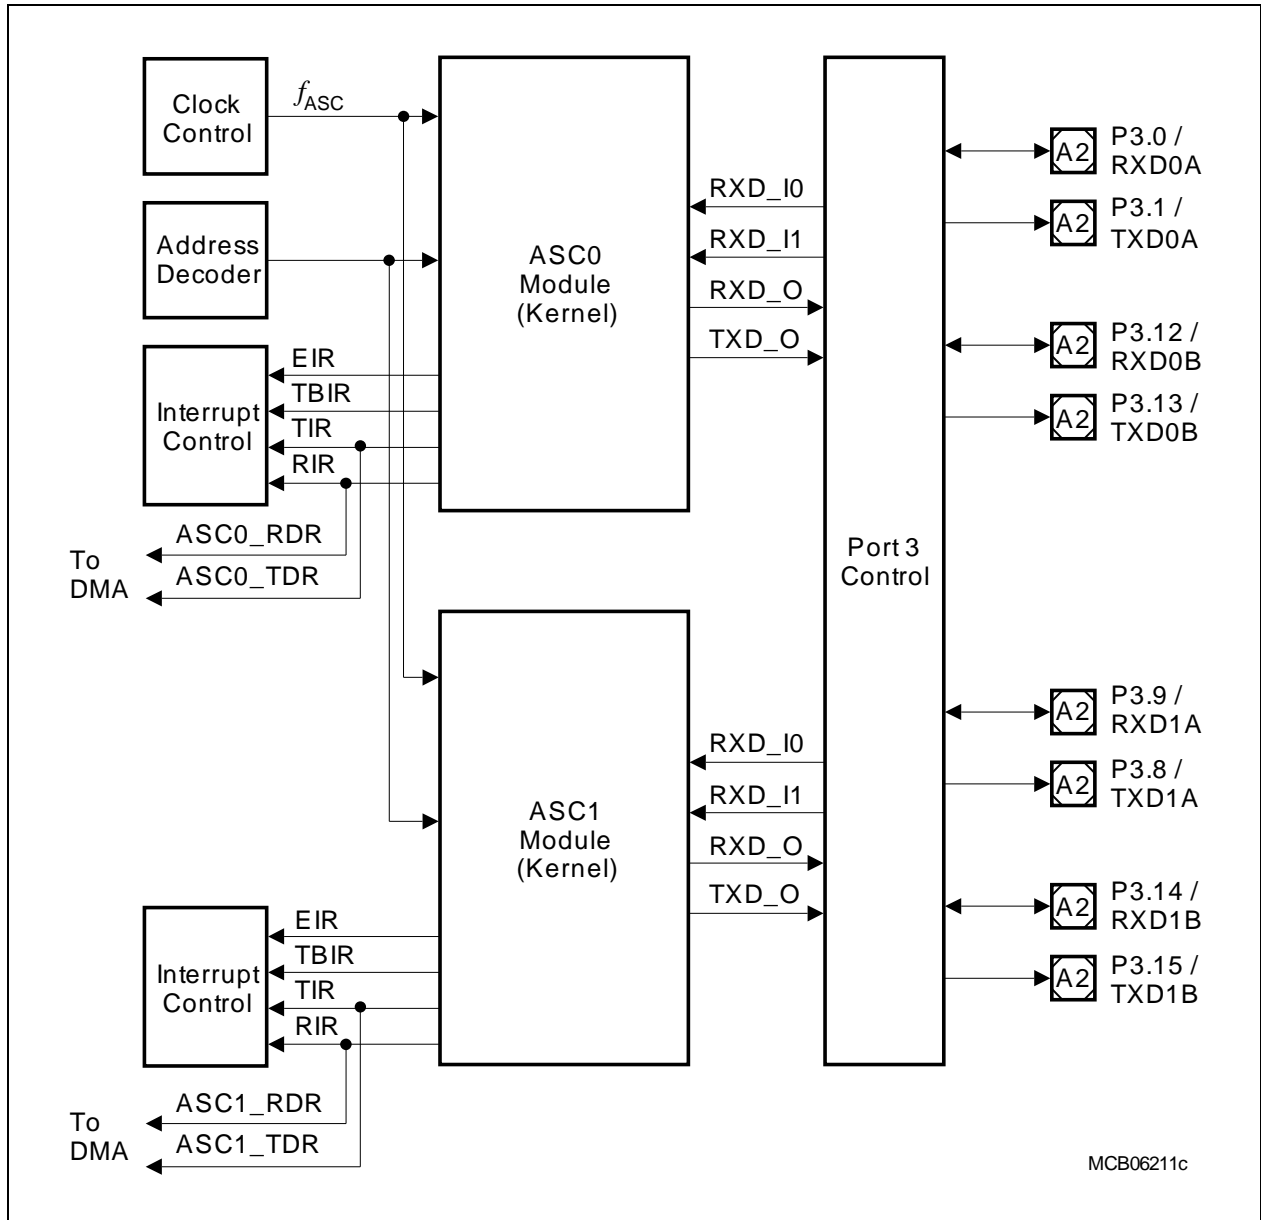 Clock
Control
fASC
Address
Decoder
Interrupt
Control
EIR
TBIR
TIR
RIR
To
DMA
ASC0_RDR
ASC0_TDR
ASC0
Module
(Kernel)
RXD_I0
RXD_I1
RXD_O
TXD_O
Port 3
Control
A2
P3.0 /
RXD0A
A2
P3.1 /
TXD0A
A2
P3.12 /
RXD0B
A2
P3.13 /
TXD0B
ASC1
Module
(Kernel)
RXD_I0
RXD_I1
RXD_O
TXD_O
A2
P3.9 /
RXD1A
A2
P3.8 /
TXD1A
A2
P3.14 /
RXD1B
A2
P3.15 /
TXD1B
Interrupt
Control
EIR
TBIR
TIR
RIR
To
DMA
ASC1_RDR
ASC1_TDR
MCB06211c